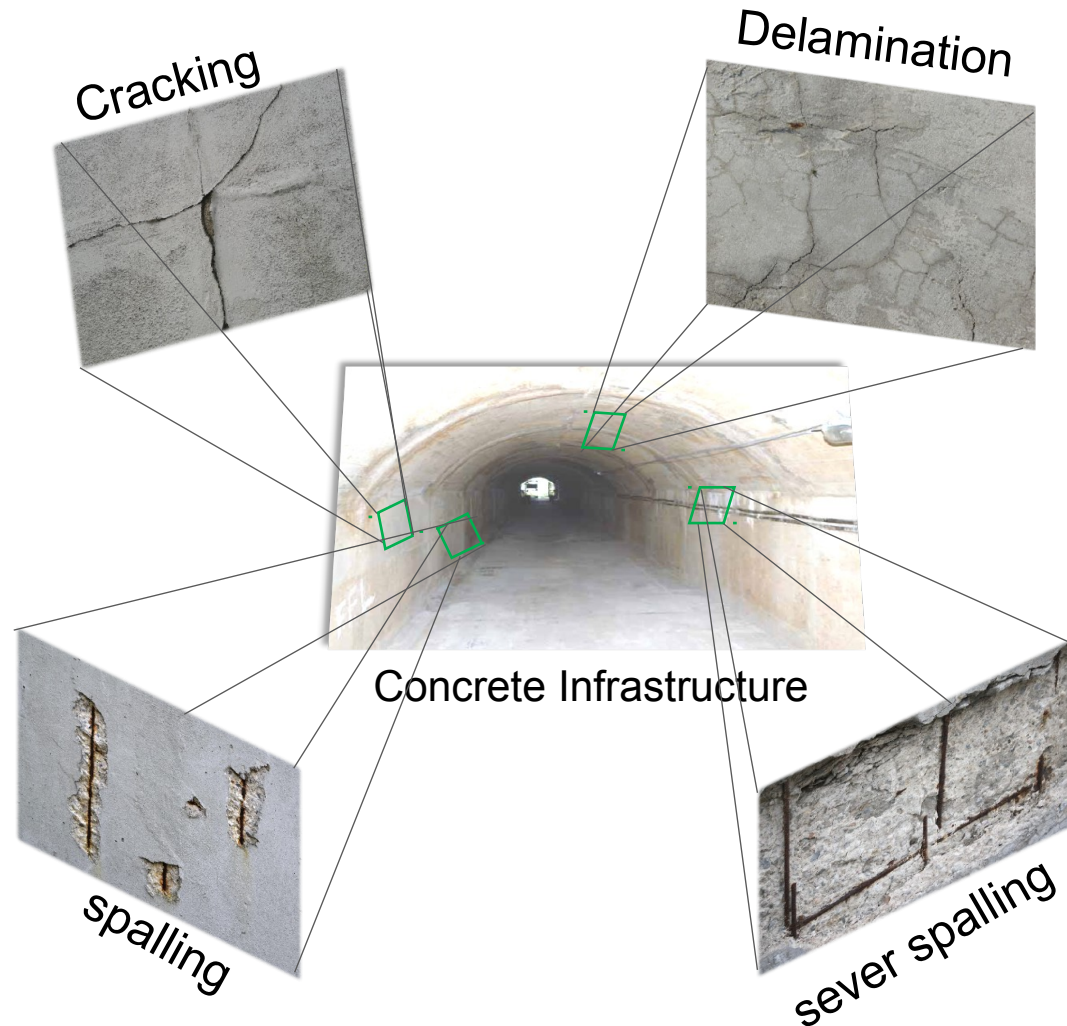 Cracking
Delamination
Concrete Infrastructure
spalling
sever spalling